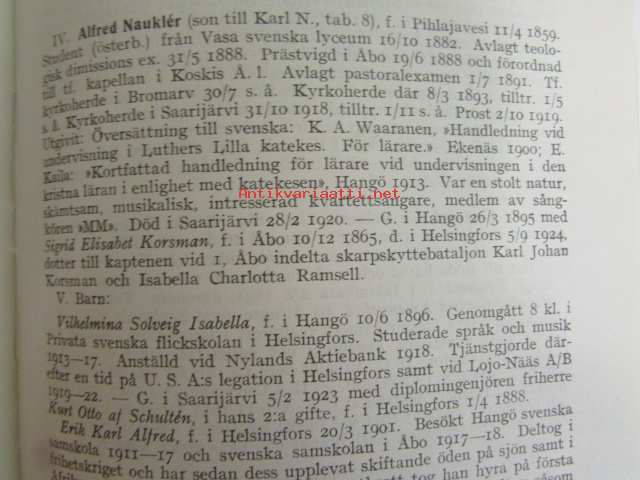 IV. Alfred Nauklér (son till Karl N., tab. 8), f. i Pihlajavesi 11/4 1859.
Student (österb.) från Vasa svenska lyceum 16/10 1882. Avlagt teolo-
gisk dimissions ex. 31/5 1888. Prästvigd i Åbo 19/6 1888 och förordnad
till tf. kapellan i Koskis Å. l. Avlagt pastoralexamen 1/7 1891. Tf.
kyrkoherde i Bromarv 30/7 s. å. Kyrkoherde där 8/3 1893, tilltr. 1/5
s. å. Kyrkoherde i Saarijärvi 31/10 1918, tilltr. 1/11 s. å. Prost 2/10 1919.
Utgivit: Översättning till svenska: K. A. Waaranen, »Handledning vid
undervisning i Luthers Lilla katekes. För lärare.» Ekenäs 1900; E.
Kaila: »Kortfattad handledning för lärare vid undervisningen i den
kristna läran i enlighet med katekesen», Hangö 1913. Var en stolt natur,
Antikvariaatti.net
skämtsam, musikalisk, intresserad kvartettsångare, medlem av sång-
kören »MM». Död i Saarijärvi 28/2 1920. — G. i Hangö 26/3 1895 med
Sigrid Elisabet Korsman, f. i Åbo 10/12 1865, d. i Helsingfors 5/9 1924,
dotter till kaptenen vid 1, Åbo indelta skarpskyttebataljon Karl Johan
Korsman och Isabella Charlotta Ramsell.
V. Barn:
Vilhelmina Solveig Isabella, f. i Hangö 10/6 1896. Genomgått 8 kl. i
Privata svenska flickskolan i Helsingfors. Studerade språk och musik
1913—17. Anställd vid Nylands Aktiebank 1918. Tjänstgjorde där-
efter en tid på U. S. A:s legation i Helsingfors samt vid Lojo-Nääs A/B
1919—22. — G. i Saarijärvi 5/2 1923 med diplomingenjören friherre
Kurt Otto af Schultén, i hans 2:a gifte, f. i Helsingfors 1/4 1888.
Erik Karl Alfred, f. i Helsingfors 20/3 1901. Besökt Hangö svenska
samskola 1911—17 och svenska samskolan i Åbo 1917—18. Deltog i
frihetskriget och har sedan dess upplevat skiftande öden på sjön samt i
tog han hyra på första